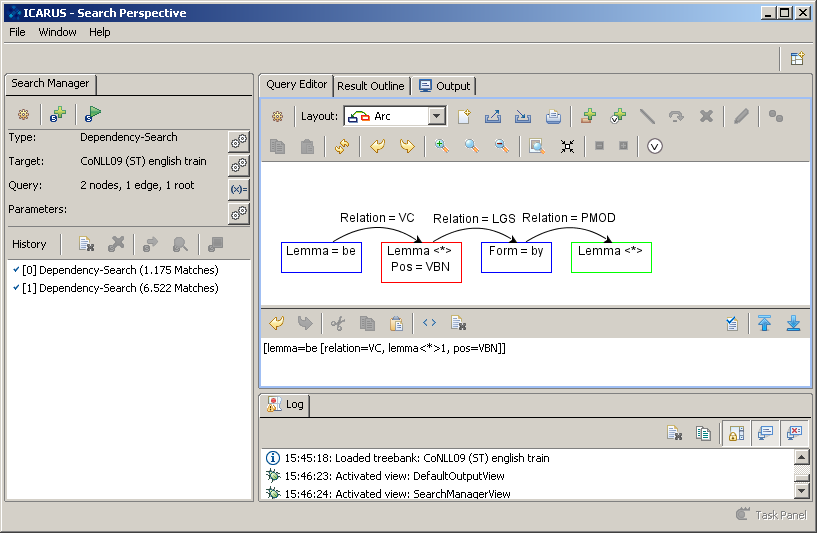 ICARUS - Search Perspective
File Window Help
Search Manager
Type: Dependency-Search
Target: CoNLL09 (ST) english train
Query: 2 nodes, 1 edge, 1 root
(x)=
Parameters:
History
[0] Dependency-Search (1.175 Matches)
[1] Dependency-Search (6.522 Matches)
Query Editor Result Outline Output
Layout: Arc
Relation = VC Relation = LGS Relation = PMOD
Lemma = be Lemma <*> Form = by Lemma <*>
Pos = VBN
[lemma=be [relation=VC, lemma<*>1, pos=VBN]]
Log
15:45:18: Loaded treebank: CoNLL09 (ST) english train
15:46:23: Activated view: DefaultOutputView
15:46:24: Activated view: SearchManagerView
Task Panel